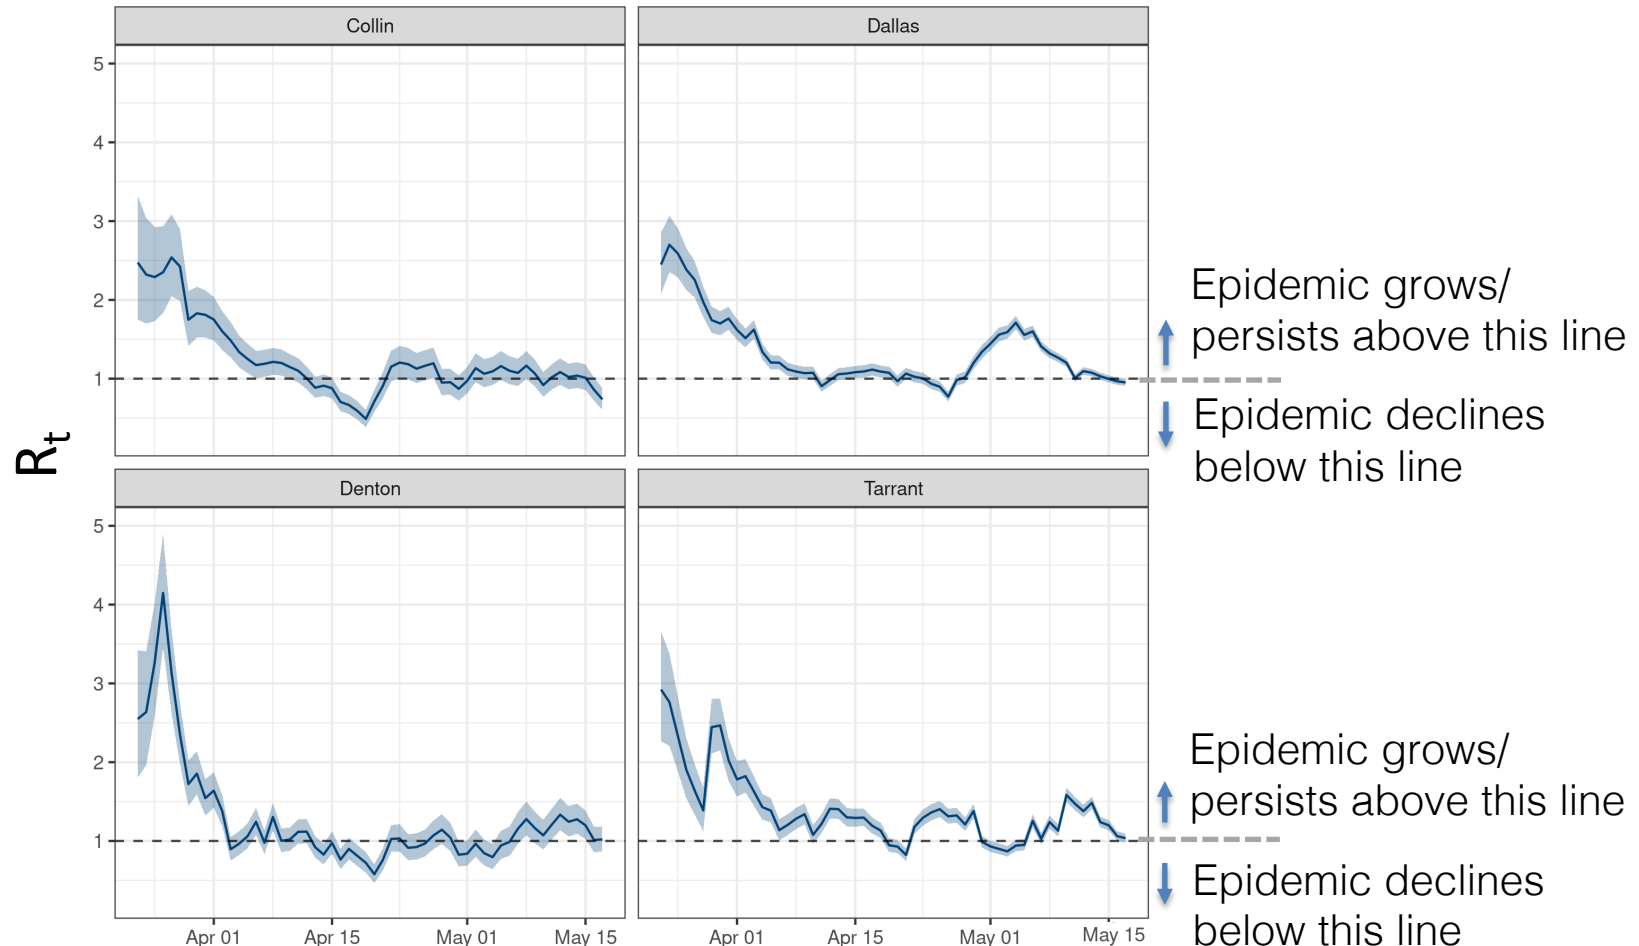 Collin
Dallas
5
4
3
2
1
Epidemic grows/
persists above this line
Epidemic declines
below this line
Rt
Denton
Tarrant
5
4
3
2
1
Epidemic grows/
persists above this line
Epidemic declines
below this line
Apr 01
Apr 15
May 01
May 15
Apr 01
Apr 15
May 01
May 15